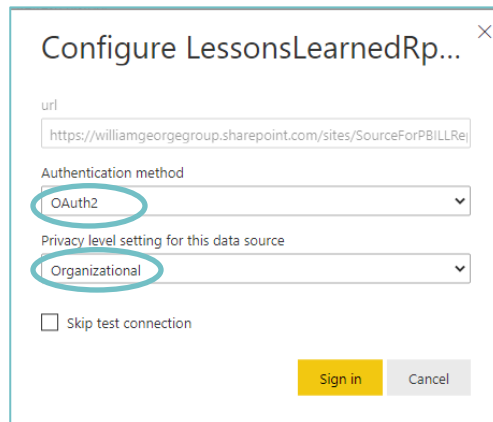 Configure LessonsLearnedRp...
url
https://williamgeorgegroup.sharepoint.com/sites/SourceForPBILLRe
Authentication method
OAuth2
Privacy level setting for this data source
Organizational
Skip test connection
Sign in Cancel